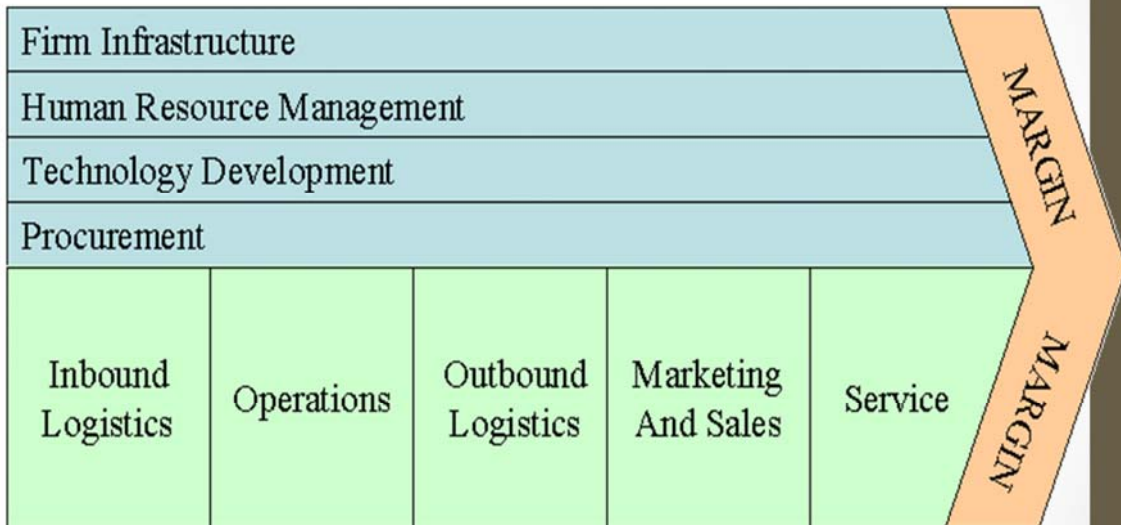 Firm Infrastructure
Human Resource Management
Technology Development
Procurement
MARGIN
Inbound
Logistics
Operations
Outbound
Logistics
Marketing
And Sales
Service
MARGIN